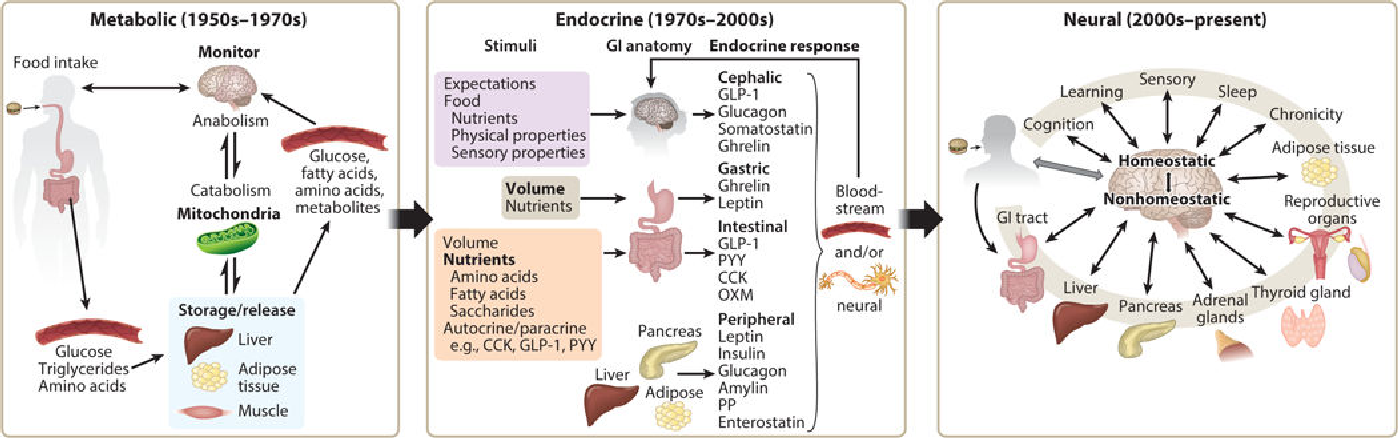 Metabolic (1950s–1970s)
Food intake
Monitor
Anabolism
Catabolism
Mitochondria
Glucose,
fatty acids,
amino acids,
metabolites
Storage/release
Liver
Adipose
tissue
Muscle
Glucose
Triglycerides
Amino acids
Endocrine (1970s–2000s)
Stimuli
GI anatomy
Endocrine response
Expectations
Food
Nutrients
Physical properties
Sensory properties
Volume
Nutrients
Volume
Nutrients
Amino acids
Fatty acids
Saccharides
Autocrine/paracrine
e.g., CCK, GLP-1, PYY
Pancreas
Liver
Adipose
Cephalic
GLP-1
Glucagon
Somatostatin
Ghrelin
Gastric
Ghrelin
Leptin
Intestinal
GLP-1
PYY
CCK
OXM
Peripheral
Leptin
Insulin
Glucagon
Amylin
PP
Enterostatin
Blood-
stream
and/or
neural
Neural (2000s–present)
Cognition
Learning
Sensory
Sleep
Chronicity
Adipose tissue
Reproductive
organs
Homeostatic
Nonhomeostatic
GI tract
Liver
Pancreas
Adrenal
glands
Thyroid gland